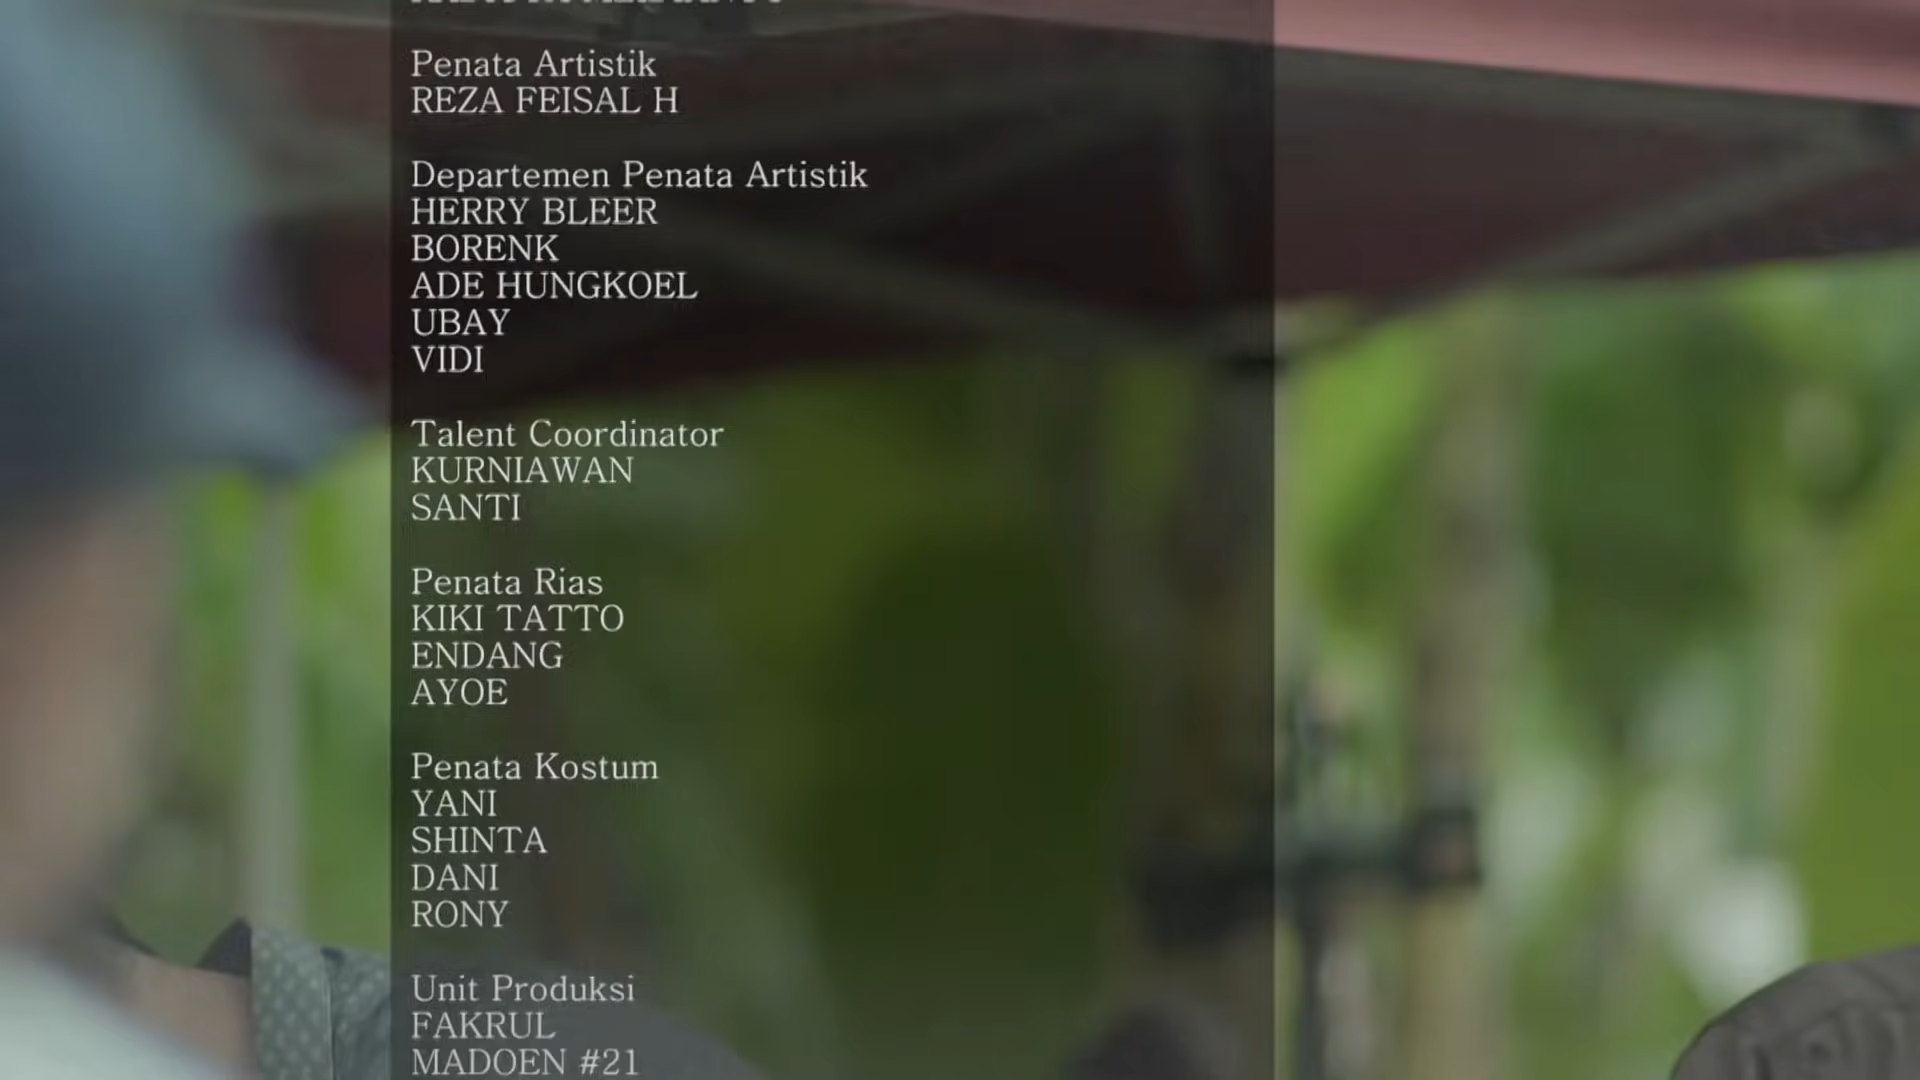 Penata Artistik
REZA FEISAL H
Departemen Penata Artistik
HERRY BLEER
BORENK
ADE HUNGKOEL
UBAY
VIDI
Talent Coordinator
KURNIAWAN
SANTI
Penata Rias
KIKI TATTO
ENDANG
AYOE
Penata Kostum
YANI
SHINTA
DANI
RONY
Unit Produksi
FAKRUL
MADOEN #21